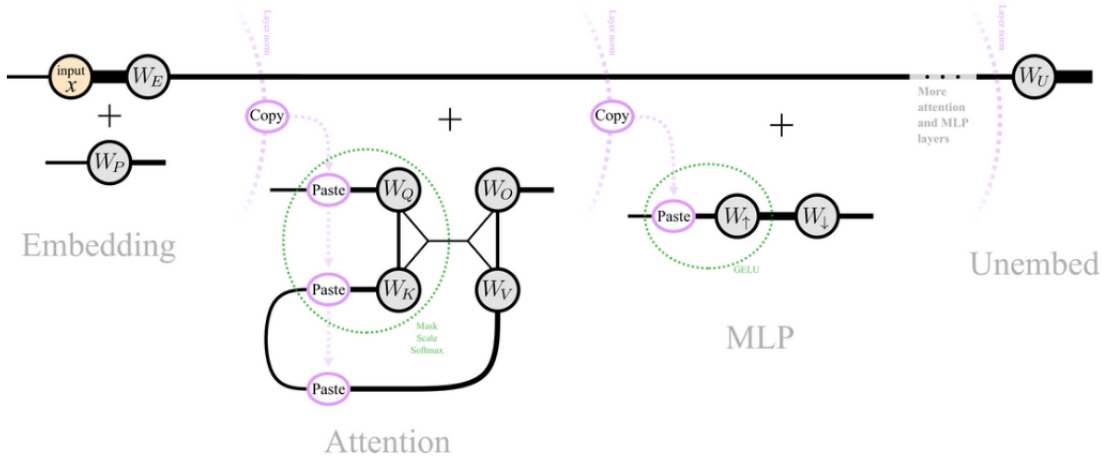 Layer norm
Layer norm
Layer norm
input
x
W_E
W_U
Copy
Copy
More
attention
and MLP
layers
+
+
+
W_P
Paste
W_Q
W_O
Paste
W_↑
W_↓
Embedding
Unembed
GELU
Paste
W_K
W_V
Mask
Scale
Softmax
MLP
Paste
Attention